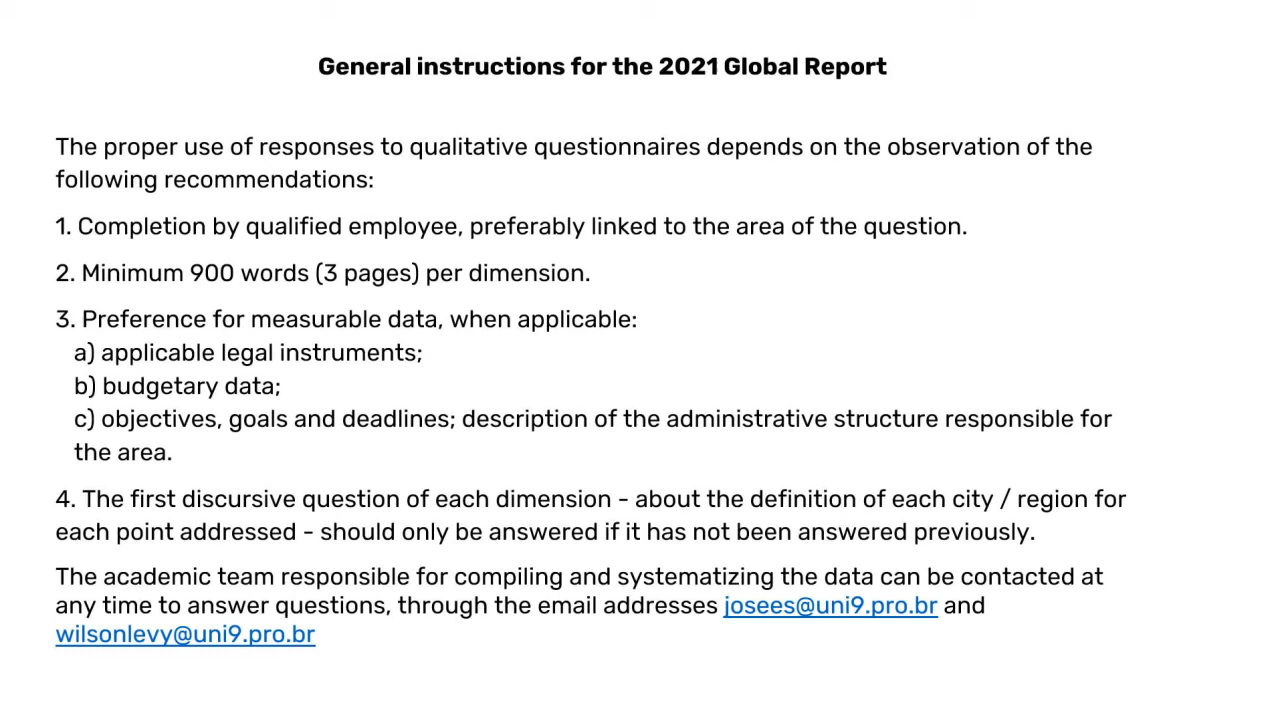 General instructions for the 2021 Global Report
The proper use of responses to qualitative questionnaires depends on the observation of the
following recommendations:
1. Completion by qualified employee, preferably linked to the area of the question.
2. Minimum 900 words (3 pages) per dimension.
3. Preference for measurable data, when applicable:
a) applicable legal instruments;
b) budgetary data;
c) objectives, goals and deadlines; description of the administrative structure responsible for
the area.
4. The first discursive question of each dimension - about the definition of each city / region for
each point addressed - should only be answered if it has not been answered previously.
The academic team responsible for compiling and systematizing the data can be contacted at
any time to answer questions, through the email addresses josees@uni9.pro.br and
wilsonlevy@uni9.pro.br